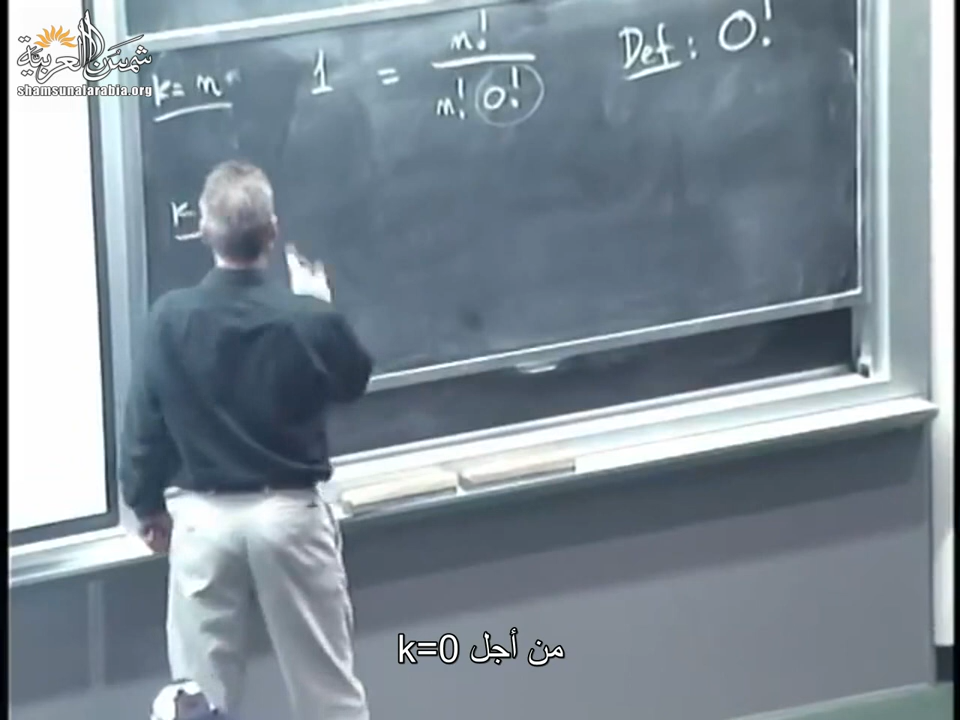 شمس العربية
shamsunalarabia.org
k = n
1 = n! / n! 0!
Def: 0!
k
من أجل k=0